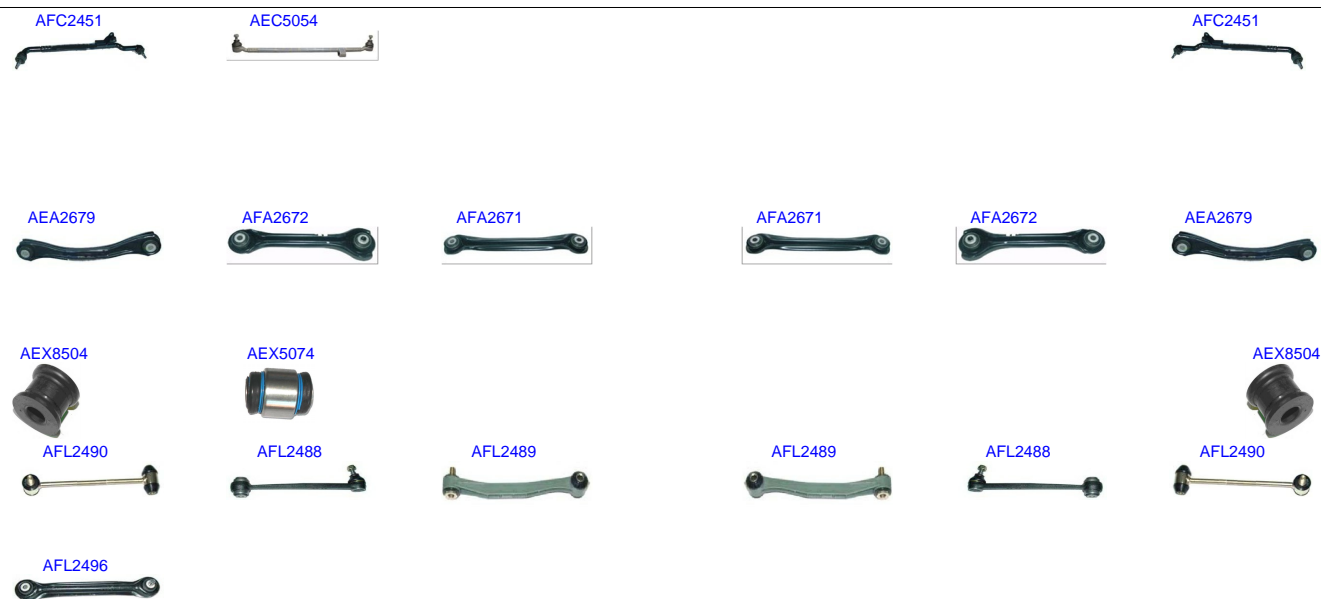 AFC2451 AEC5054 AFC2451
AEA2679 AFA2672 AFA2671 AFA2671 AFA2672 AEA2679
AEX8504 AEX5074 AEX8504
AFL2490 AFL2488 AFL2489 AFL2489 AFL2488 AFL2490
AFL2496